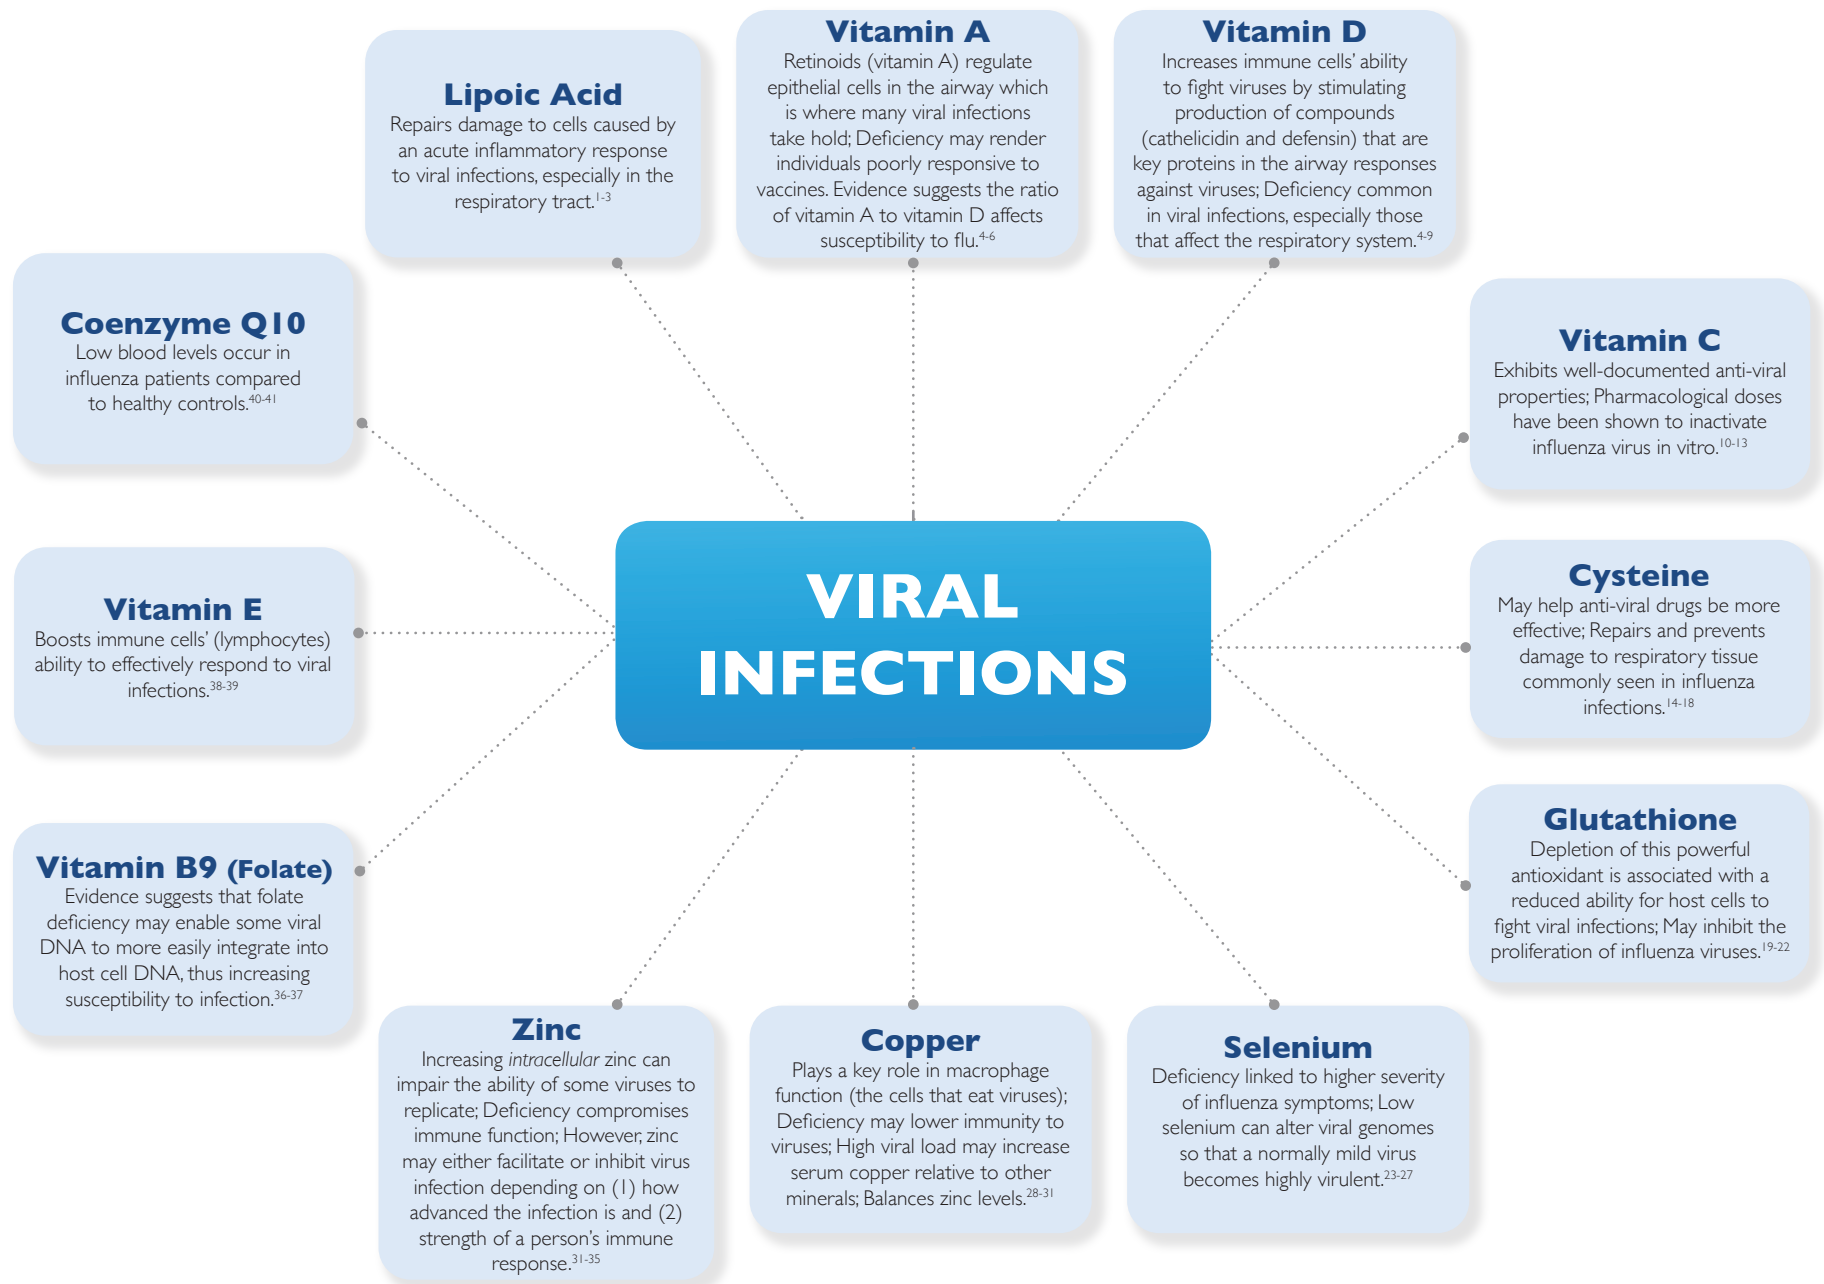 Lipoic Acid
Repairs damage to cells caused by
an acute inflammatory response
to viral infections, especially in the
respiratory tract.1-3
Vitamin A
Retinoids (vitamin A) regulate
epithelial cells in the airway which
is where many viral infections
take hold; Deficiency may render
individuals poorly responsive to
vaccines. Evidence suggests the ratio
of vitamin A to vitamin D affects
susceptibility to flu.4-6
Vitamin D
Increases immune cells' ability
to fight viruses by stimulating
production of compounds
(cathelicidin and defensin) that are
key proteins in the airway responses
against viruses; Deficiency common
in viral infections, especially those
that affect the respiratory system.4-9
Coenzyme Q10
Low blood levels occur in
influenza patients compared
to healthy controls.40-41
Vitamin C
Exhibits well-documented anti-viral
properties; Pharmacological doses
have been shown to inactivate
influenza virus in vitro.10-13
VIRAL
INFECTIONS
Vitamin E
Boosts immune cells' (lymphocytes)
ability to effectively respond to viral
infections.38-39
Cysteine
May help anti-viral drugs be more
effective; Repairs and prevents
damage to respiratory tissue
commonly seen in influenza
infections.14-18
Vitamin B9 (Folate)
Evidence suggests that folate
deficiency may enable some viral
DNA to more easily integrate into
host cell DNA, thus increasing
susceptibility to infection.36-37
Glutathione
Depletion of this powerful
antioxidant is associated with a
reduced ability for host cells to
fight viral infections; May inhibit the
proliferation of influenza viruses.19-22
Zinc
Increasing intracellular zinc can
impair the ability of some viruses to
replicate; Deficiency compromises
immune function; However, zinc
may either facilitate or inhibit virus
infection depending on (1) how
advanced the infection is and (2)
strength of a person's immune
response.31-35
Copper
Plays a key role in macrophage
function (the cells that eat viruses);
Deficiency may lower immunity to
viruses; High viral load may increase
serum copper relative to other
minerals; Balances zinc levels.28-31
Selenium
Deficiency linked to higher severity
of influenza symptoms; Low
selenium can alter viral genomes
so that a normally mild virus
becomes highly virulent.23-27